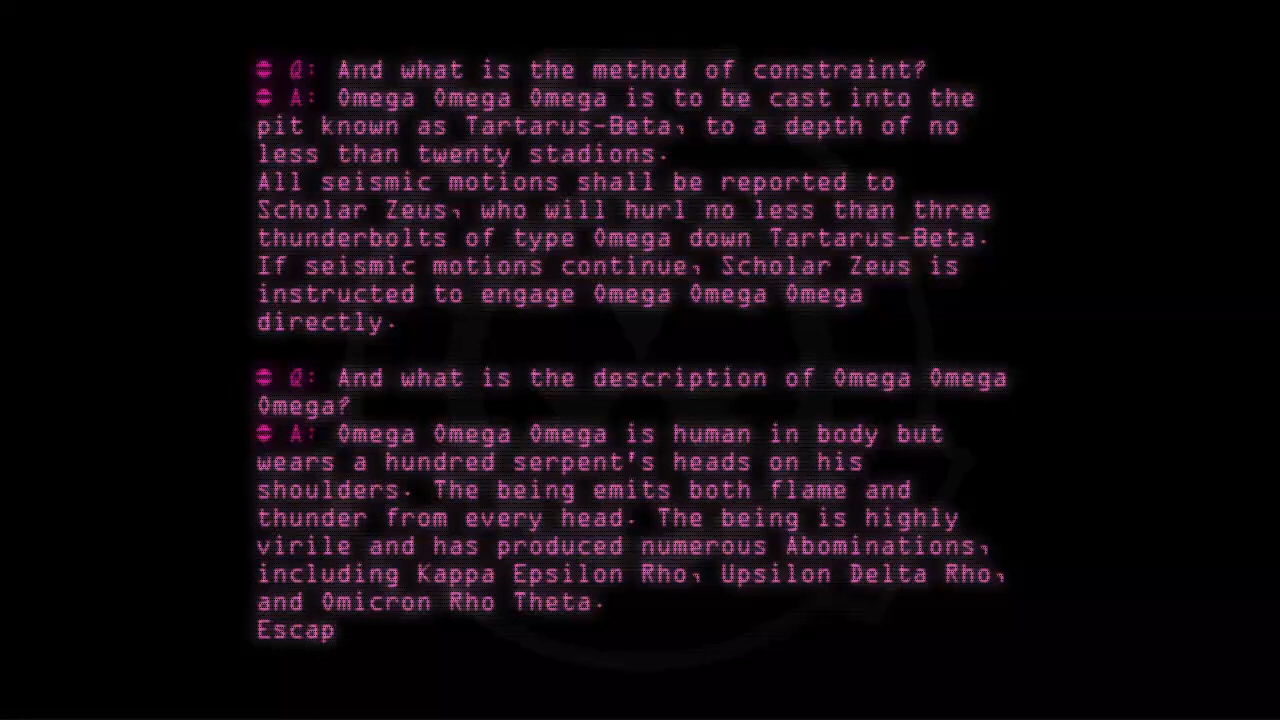 Q: And what is the method of constraint?
A: Omega Omega Omega is to be cast into the
pit known as Tartarus-Beta, to a depth of no
less than twenty stadions.
All seismic motions shall be reported to
Scholar Zeus, who will hurl no less than three
thunderbolts of type Omega down Tartarus-Beta.
If seismic motions continue, Scholar Zeus is
instructed to engage Omega Omega Omega
directly.
Q: And what is the description of Omega Omega
Omega?
A: Omega Omega Omega is human in body but
wears a hundred serpent's heads on his
shoulders. The being emits both flame and
thunder from every head. The being is highly
virile and has produced numerous Abominations,
including Kappa Epsilon Rho, Upsilon Delta Rho,
and Omicron Rho Theta.
Escap